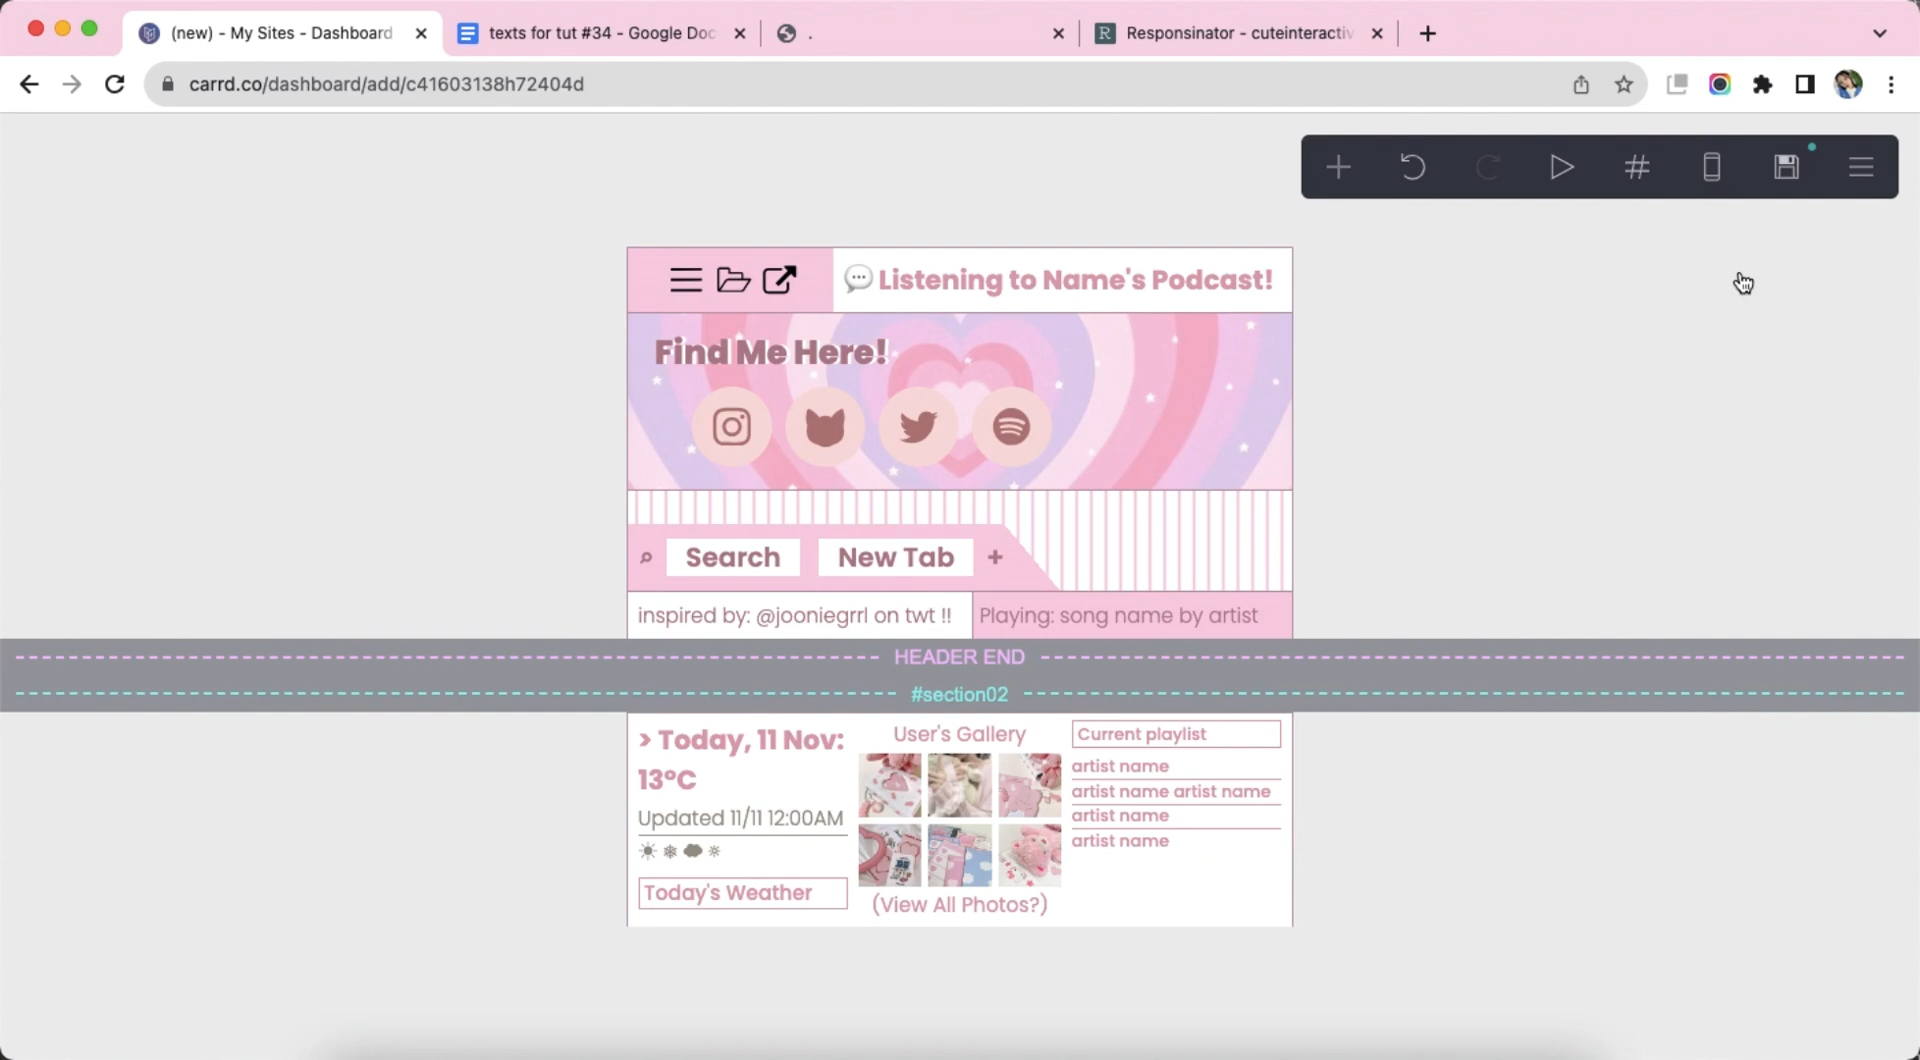 (new) - My Sites - Dashboard
texts for tut #34 - Google Doc
.
Responsinator - cuteinteractiv
carrd.co/dashboard/add/c41603138h72404d
💬 Listening to Name's Podcast!
Find Me Here!
Search
New Tab
+
inspired by: @jooniegrrl on twt !!
Playing: song name by artist
HEADER END
#section02
> Today, 11 Nov:
13°C
Updated 11/11 12:00AM
☀ ❄ ☁ ☼
Today's Weather
User's Gallery
(View All Photos?)
Current playlist
artist name
artist name artist name
artist name
artist name